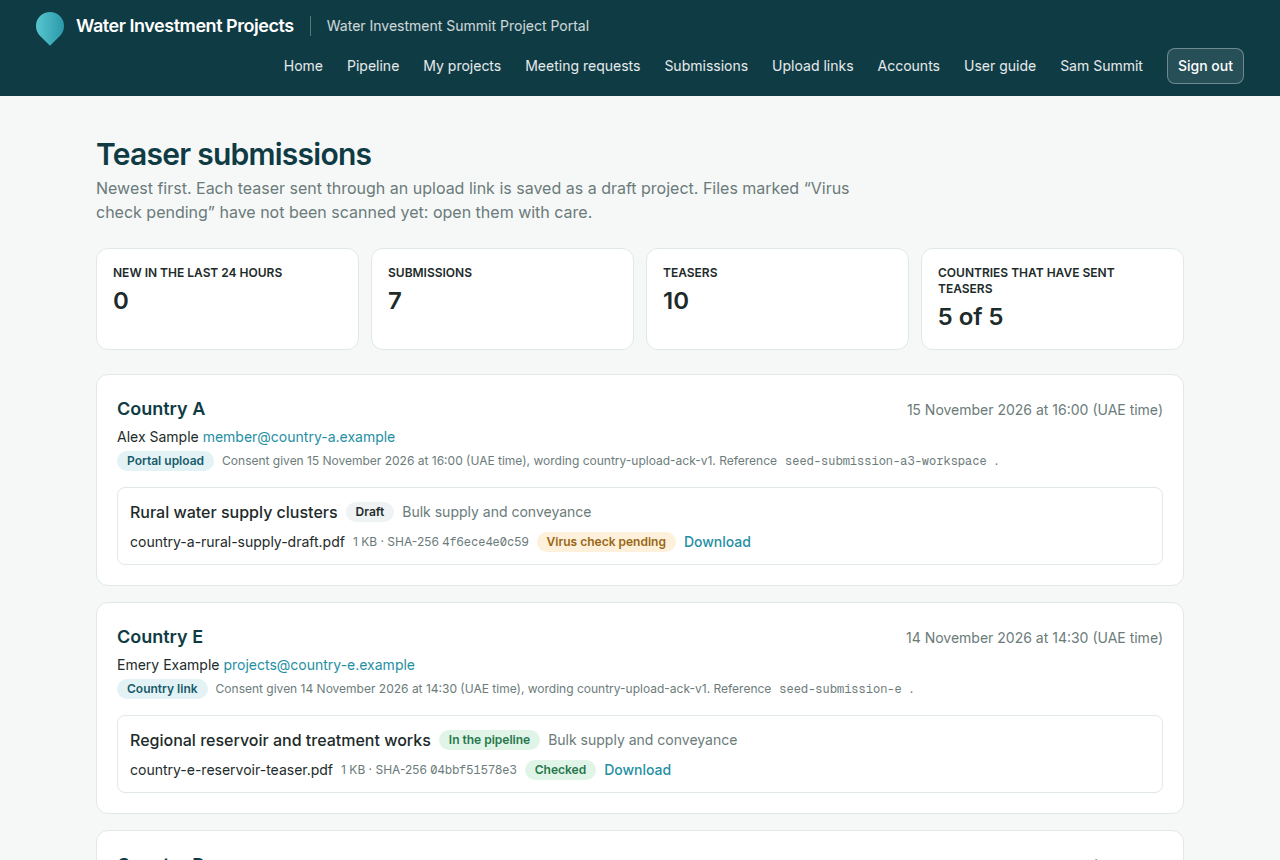 Water Investment Projects
Water Investment Summit Project Portal
Home Pipeline My projects Meeting requests Submissions Upload links Accounts User guide Sam Summit Sign out
Teaser submissions
Newest first. Each teaser sent through an upload link is saved as a draft project. Files marked “Virus
check pending” have not been scanned yet: open them with care.
NEW IN THE LAST 24 HOURS
0
SUBMISSIONS
7
TEASERS
10
COUNTRIES THAT HAVE SENT
TEASERS
5 of 5
Country A
15 November 2026 at 16:00 (UAE time)
Alex Sample member@country-a.example
Portal upload Consent given 15 November 2026 at 16:00 (UAE time), wording country-upload-ack-v1. Reference seed-submission-a3-workspace .
Rural water supply clusters Draft Bulk supply and conveyance
country-a-rural-supply-draft.pdf 1 KB · SHA-256 4f6ece4e0c59 Virus check pending Download
Country E
14 November 2026 at 14:30 (UAE time)
Emery Example projects@country-e.example
Country link Consent given 14 November 2026 at 14:30 (UAE time), wording country-upload-ack-v1. Reference seed-submission-e .
Regional reservoir and treatment works In the pipeline Bulk supply and conveyance
country-e-reservoir-teaser.pdf 1 KB · SHA-256 04bbf51578e3 Checked Download